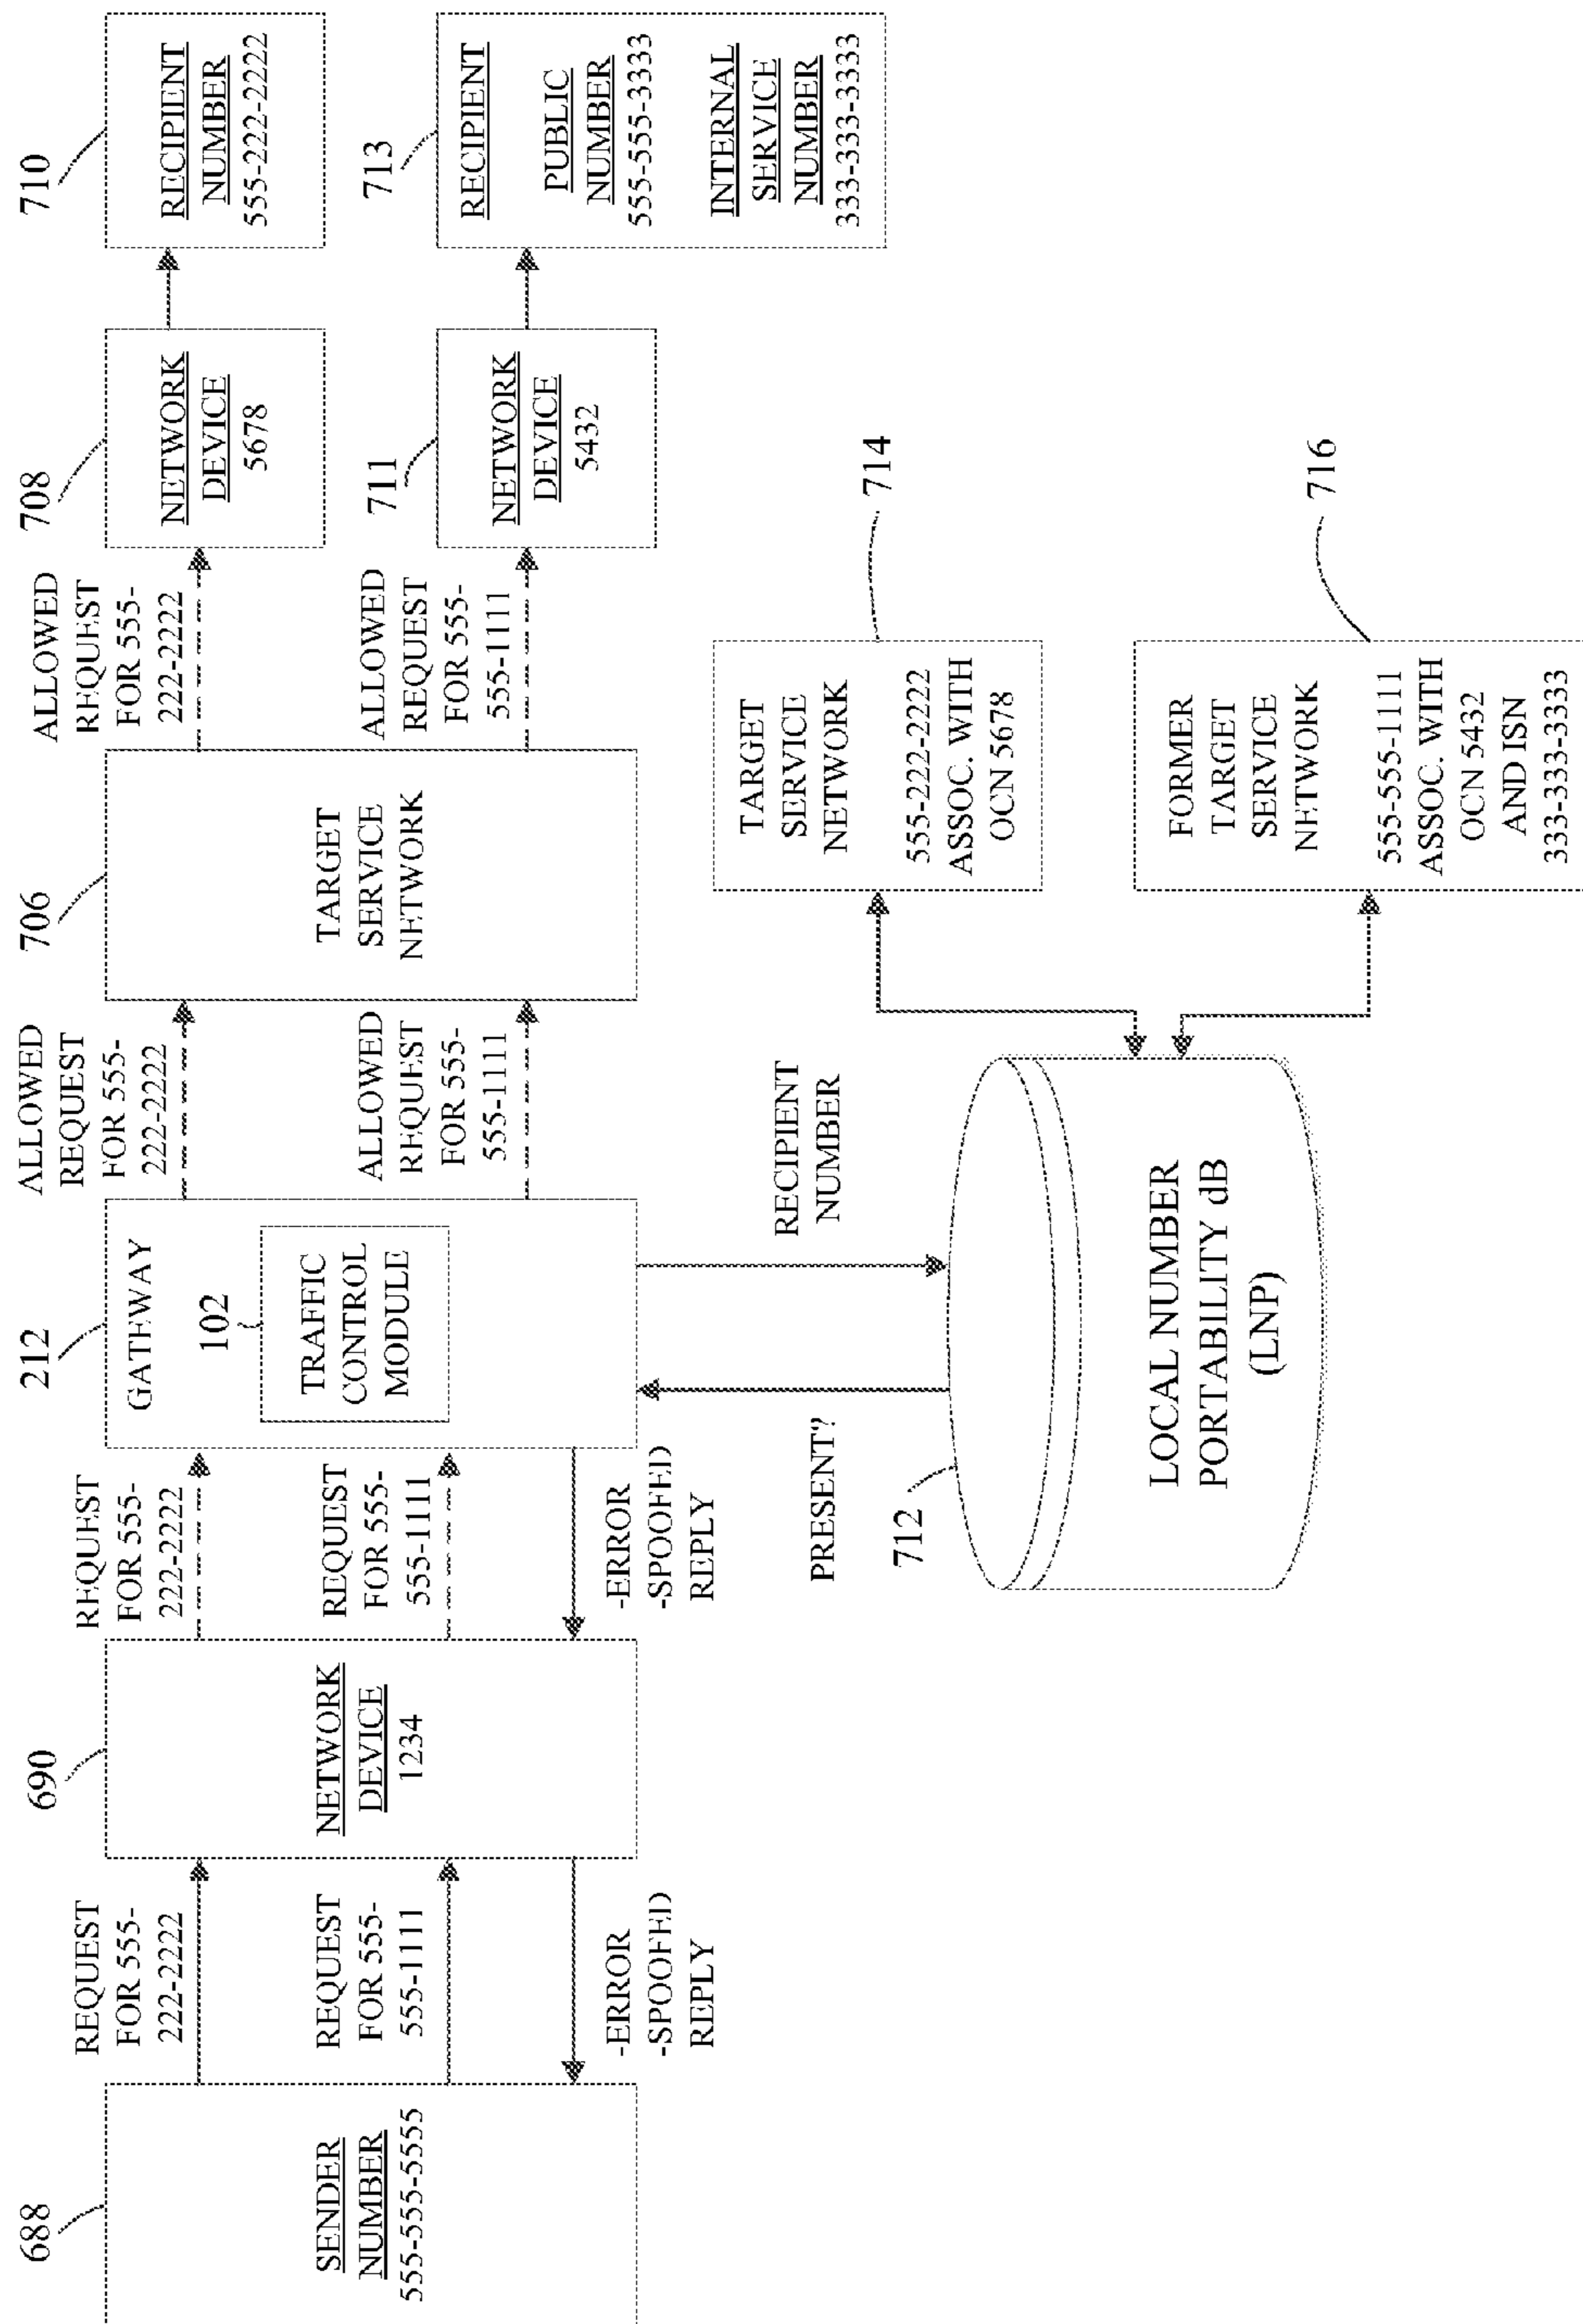 688
SENDER
NUMBER
555-555-5555
REQUEST
FOR 555-
222-2222
REQUEST
FOR 555-
555-1111
-ERROR
-SPOOFED
REPLY
690
NETWORK
DEVICE
1234
REQUEST
FOR 555-
222-2222
REQUEST
FOR 555-
555-1111
-ERROR
-SPOOFED
REPLY
212
GATEWAY
102
TRAFFIC
CONTROL
MODULE
ALLOWED
REQUEST
FOR 555-
222-2222
ALLOWED
REQUEST
FOR 555-
555-1111
706
TARGET
SERVICE
NETWORK
ALLOWED
REQUEST
FOR 555-
222-2222
ALLOWED
REQUEST
FOR 555-
555-1111
708
NETWORK
DEVICE
5678
711
NETWORK
DEVICE
5432
710
RECIPIENT
NUMBER
555-222-2222
713
RECIPIENT
PUBLIC
NUMBER
555-555-3333
INTERNAL
SERVICE
NUMBER
333-333-3333
PRESENT?
RECIPIENT
NUMBER
712
LOCAL NUMBER
PORTABILITY dB
(LNP)
714
TARGET
SERVICE
NETWORK
555-222-2222
ASSOC. WITH
OCN 5678
716
FORMER
TARGET
SERVICE
NETWORK
555-555-1111
ASSOC. WITH
OCN 5432
AND ISN
333-333-3333